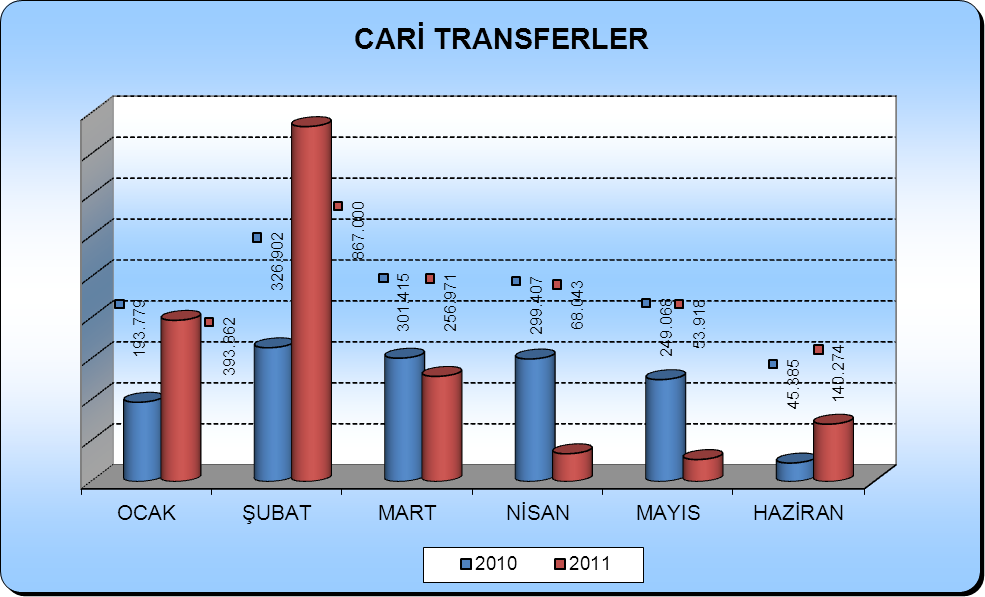 CARİ TRANSFERLER
193.779
393.862
326.902
867.000
301.415
256.971
299.407
68.043
249.068
53.918
45.385
140.274
OCAK
ŞUBAT
MART
NİSAN
MAYIS
HAZİRAN
2010
2011